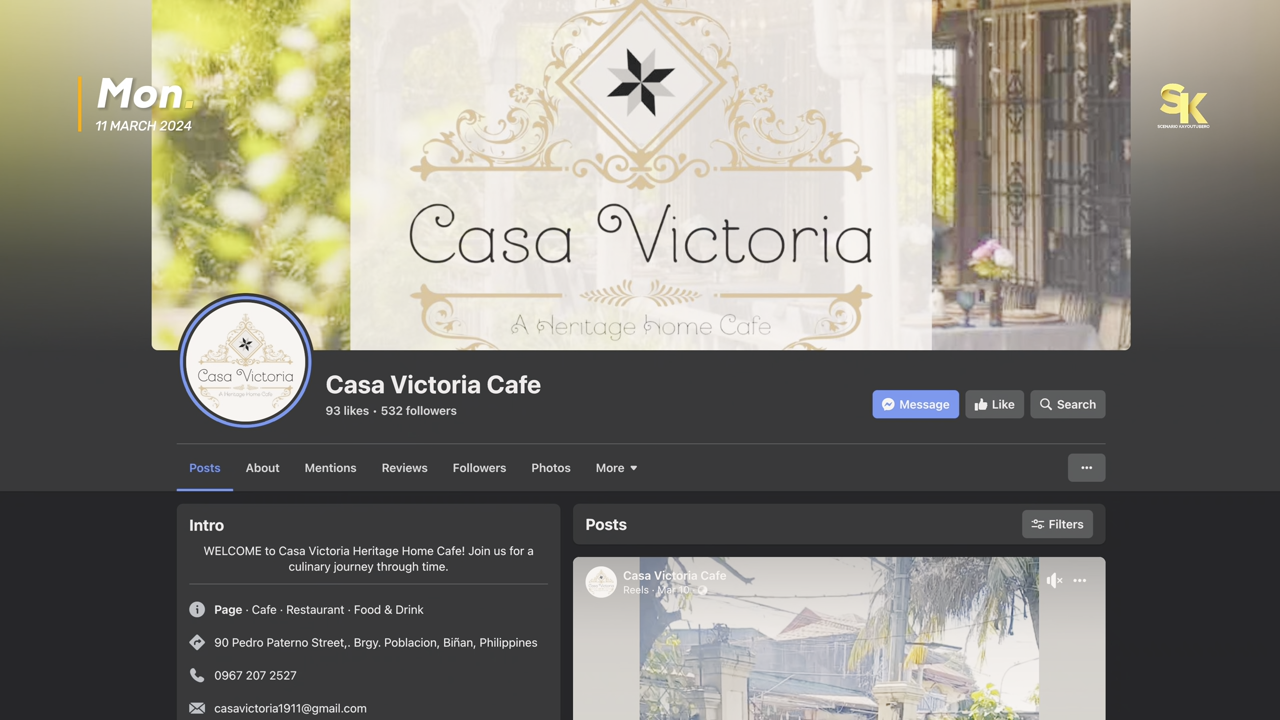 Mon.
11 MARCH 2024
SK
SCENARIO KAYOUTUBERO
Casa Victoria
A Heritage Home Cafe
Casa Victoria
A Heritage Home Cafe
Casa Victoria Cafe
93 likes • 532 followers
Message
Like
Search
Posts
About
Mentions
Reviews
Followers
Photos
More
Intro
WELCOME to Casa Victoria Heritage Home Cafe! Join us for a
culinary journey through time.
Page · Cafe · Restaurant · Food & Drink
90 Pedro Paterno Street,. Brgy. Poblacion, Biñan, Philippines
0967 207 2527
casavictoria1911@gmail.com
Posts
Filters
Casa Victoria Cafe
Reels · Mar 10 ·